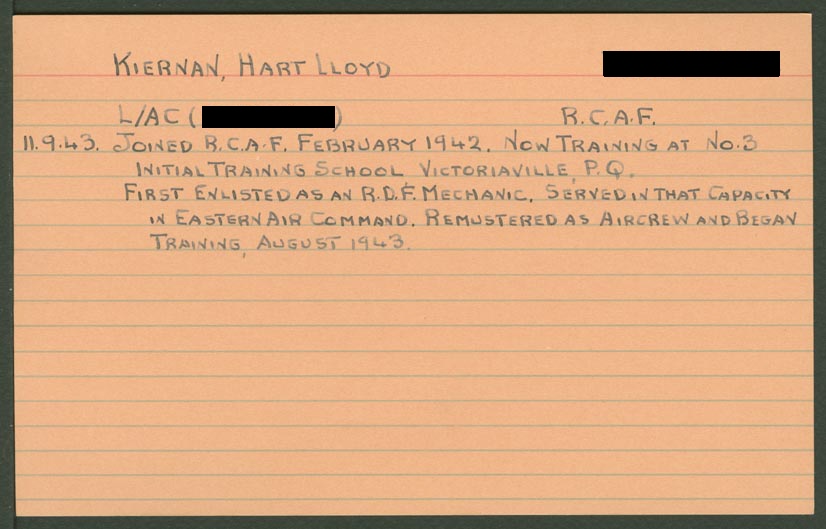 KIERNAN, HART LLOYD
L/AC ( ) R.C.A.F.
11.9.43. JOINED R.C.A.F. FEBRUARY 1942. NOW TRAINING AT NO.3
INITIAL TRAINING SCHOOL VICTORIAVILLE, P.Q.
FIRST ENLISTED AS AN R.D.F. MECHANIC. SERVED IN THAT CAPACITY
IN EASTERN AIR COMMAND. REMUSTERED AS AIRCREW AND BEGAN
TRAINING, AUGUST 1943.